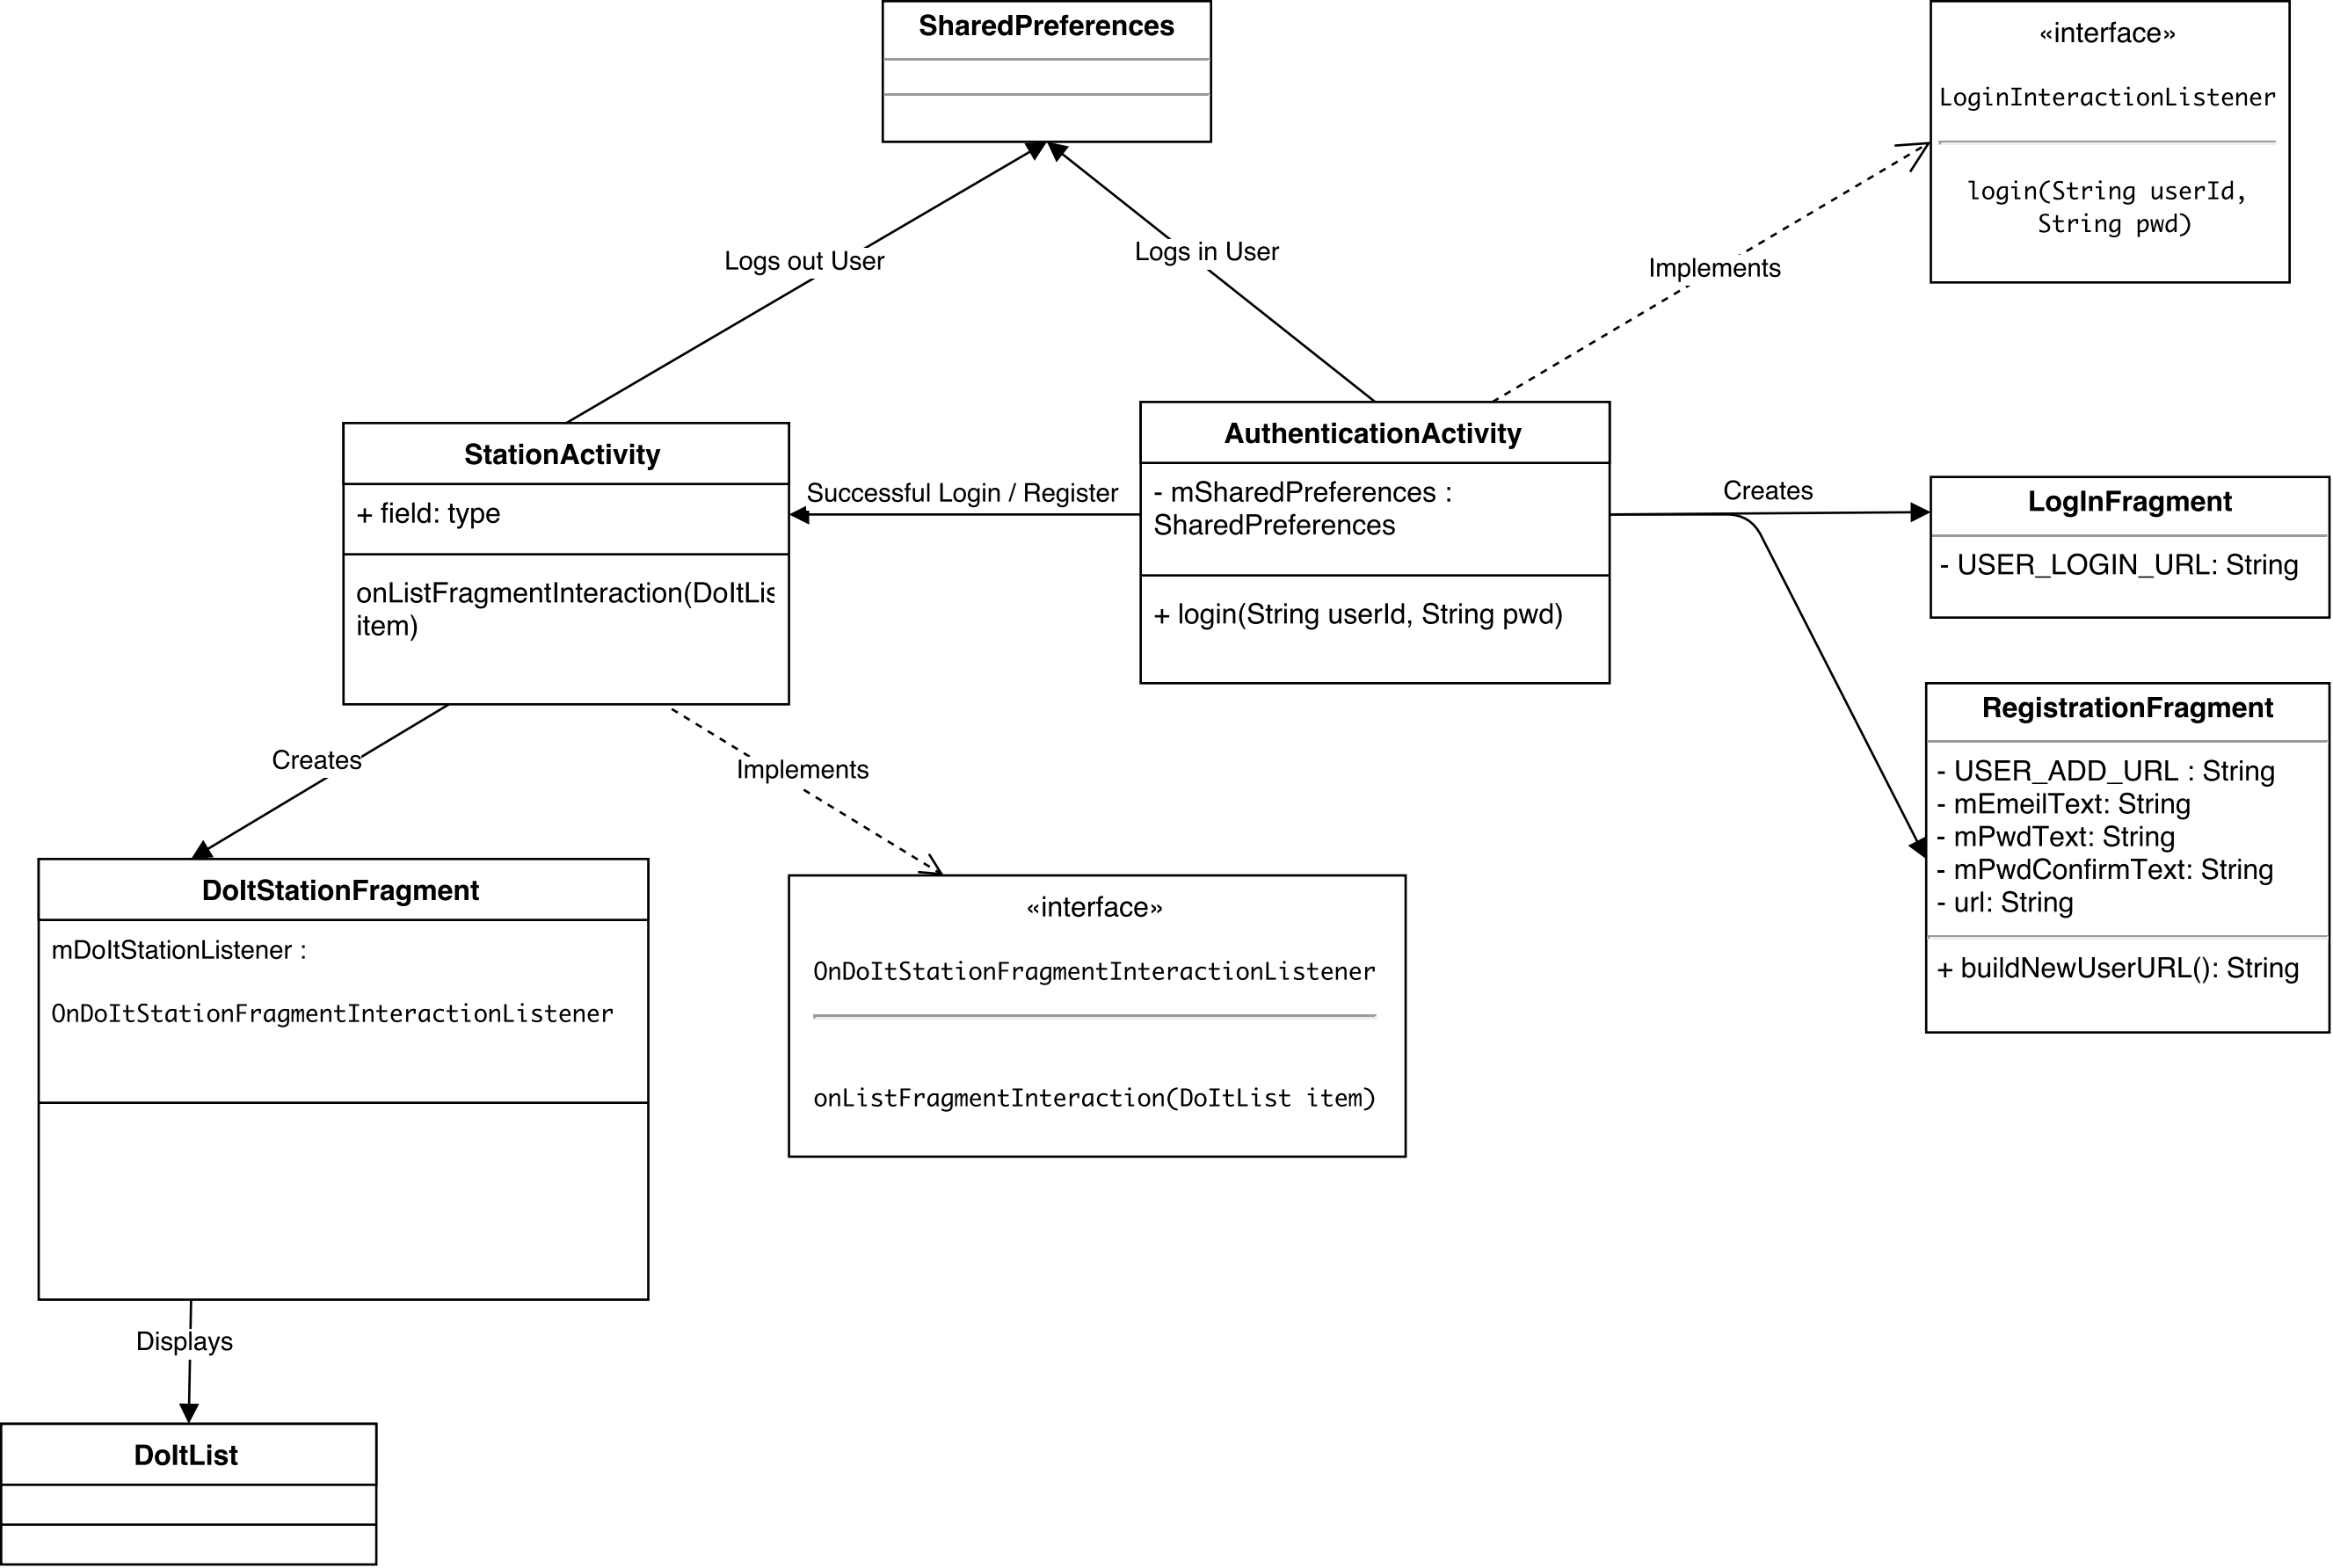 SharedPreferences
«interface»
LoginInteractionListener
login(String userId,
String pwd)
Logs out User
Logs in User
Implements
StationActivity
+ field: type
onListFragmentInteraction(DoItLis
item)
Successful Login / Register
AuthenticationActivity
- mSharedPreferences :
SharedPreferences
+ login(String userId, String pwd)
Creates
LogInFragment
- USER_LOGIN_URL: String
RegistrationFragment
- USER_ADD_URL : String
- mEmeilText: String
- mPwdText: String
- mPwdConfirmText: String
- url: String
+ buildNewUserURL(): String
Creates
Implements
DoItStationFragment
mDoItStationListener :
OnDoItStationFragmentInteractionListener
«interface»
OnDoItStationFragmentInteractionListener
onListFragmentInteraction(DoItList item)
Displays
DoItList